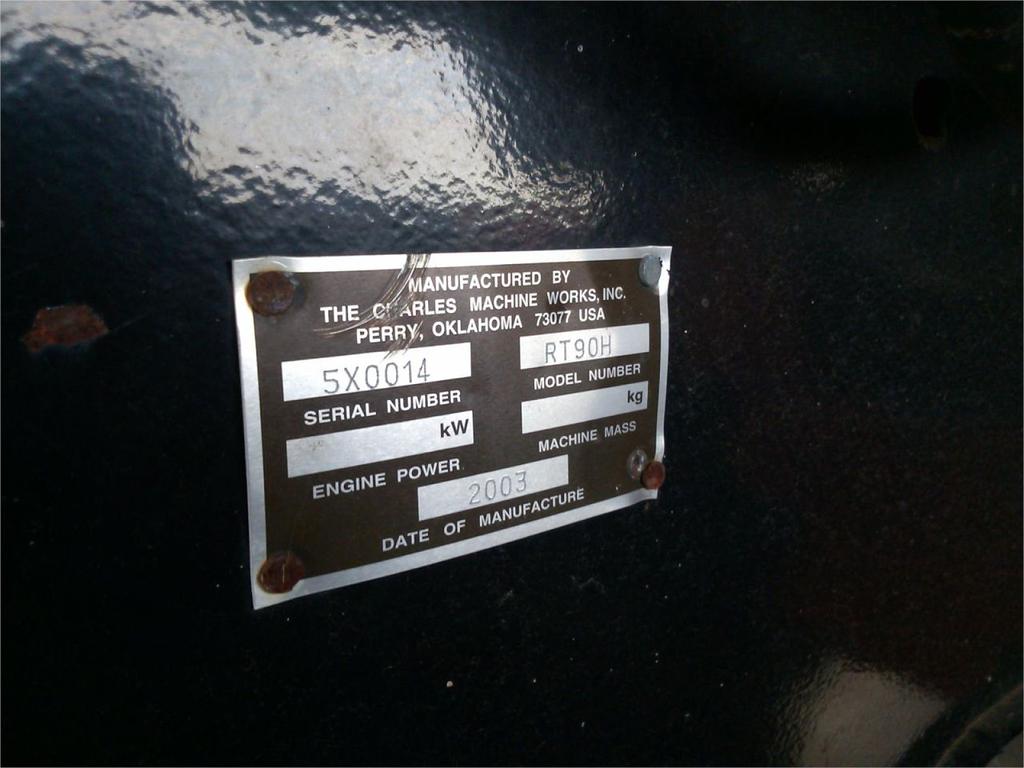 MANUFACTURED BY
THE CHARLES MACHINE WORKS, INC.
PERRY, OKLAHOMA 73077 USA
5X0014 RT90H
SERIAL NUMBER MODEL NUMBER
kW kg
ENGINE POWER MACHINE MASS
2003
DATE OF MANUFACTURE